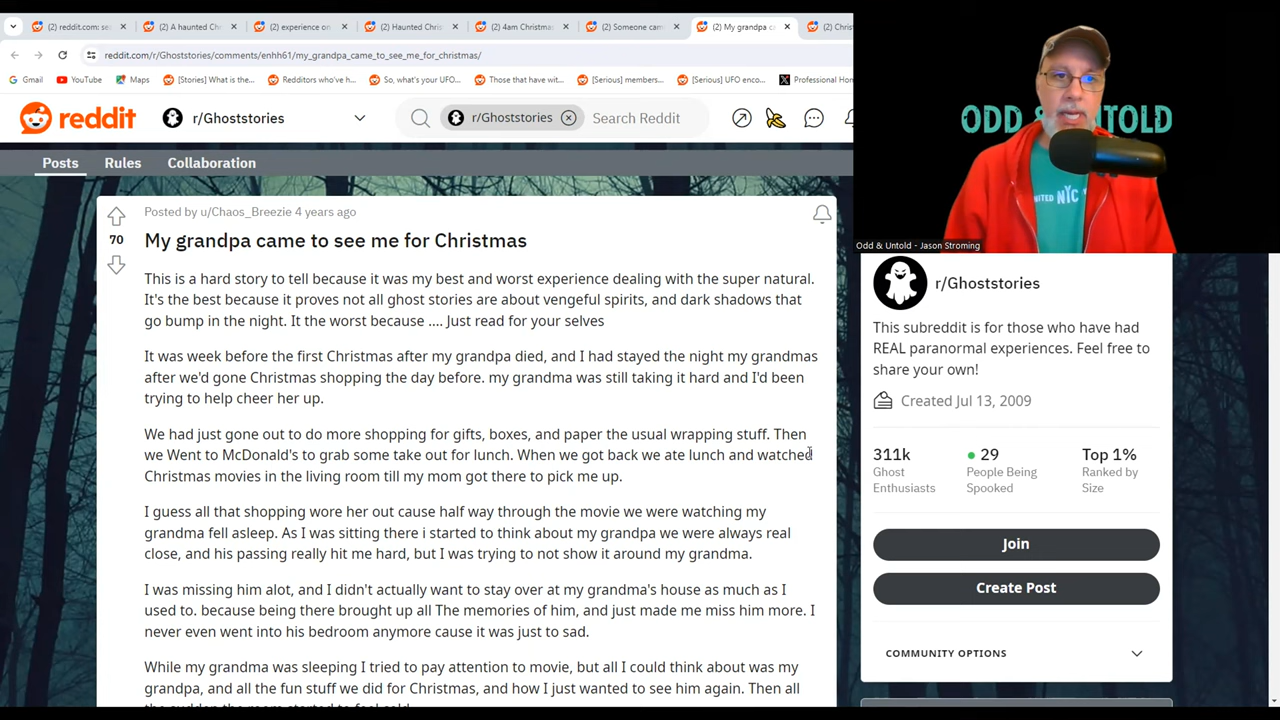 (2) reddit.com: se
(2) A haunted Ch
(2) experience on
(2) Haunted Chris
(2) 4am Christmas
(2) Someone cam
(2) My grandpa c
(2) Chris
reddit.com/r/Ghoststories/comments/enhh61/my_grandpa_came_to_see_me_for_christmas/
Gmail
YouTube
Maps
[Stories] What is the...
Redditors who've h...
So, what's your UFO...
Those that have wit...
[Serious] members...
[Serious] UFO enco...
Professional Hom
reddit
r/Ghoststories
r/Ghoststories
Search Reddit
ODD & UNTOLD
UNITED NYC
Odd & Untold - Jason Stroming
Posts
Rules
Collaboration
Posted by u/Chaos_Breezie 4 years ago
70
My grandpa came to see me for Christmas
This is a hard story to tell because it was my best and worst experience dealing with the super natural.
It's the best because it proves not all ghost stories are about vengeful spirits, and dark shadows that
go bump in the night. It the worst because .... Just read for your selves
It was week before the first Christmas after my grandpa died, and I had stayed the night my grandmas
after we'd gone Christmas shopping the day before. my grandma was still taking it hard and I'd been
trying to help cheer her up.
We had just gone out to do more shopping for gifts, boxes, and paper the usual wrapping stuff. Then
we Went to McDonald's to grab some take out for lunch. When we got back we ate lunch and watched
Christmas movies in the living room till my mom got there to pick me up.
I guess all that shopping wore her out cause half way through the movie we were watching my
grandma fell asleep. As I was sitting there i started to think about my grandpa we were always real
close, and his passing really hit me hard, but I was trying to not show it around my grandma.
I was missing him alot, and I didn't actually want to stay over at my grandma's house as much as I
used to. because being there brought up all The memories of him, and just made me miss him more. I
never even went into his bedroom anymore cause it was just to sad.
While my grandma was sleeping I tried to pay attention to movie, but all I could think about was my
grandpa, and all the fun stuff we did for Christmas, and how I just wanted to see him again. Then all
the sudden the room started to feel cold
r/Ghoststories
This subreddit is for those who have had
REAL paranormal experiences. Feel free to
share your own!
Created Jul 13, 2009
311k
Ghost
Enthusiasts
29
People Being
Spooked
Top 1%
Ranked by
Size
Join
Create Post
COMMUNITY OPTIONS